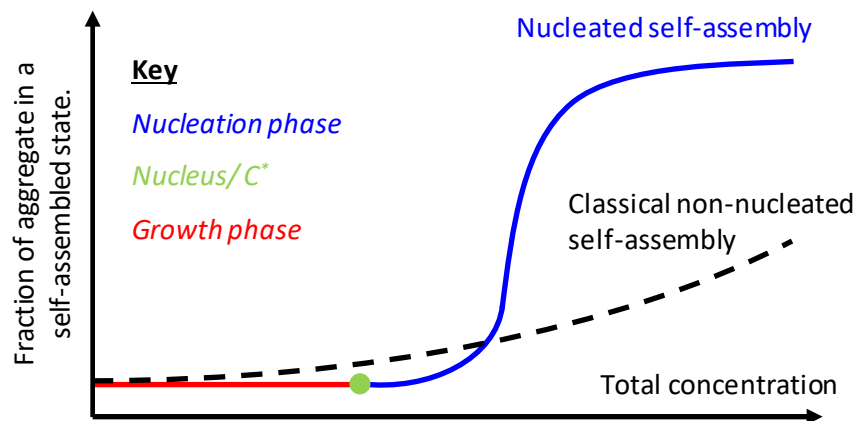 Nucleated self-assembly
Key
Nucleation phase
Nucleus/ C*
Growth phase
Fraction of aggregate in a
self-assembled state.
Classical non-nucleated
self-assembly
Total concentration